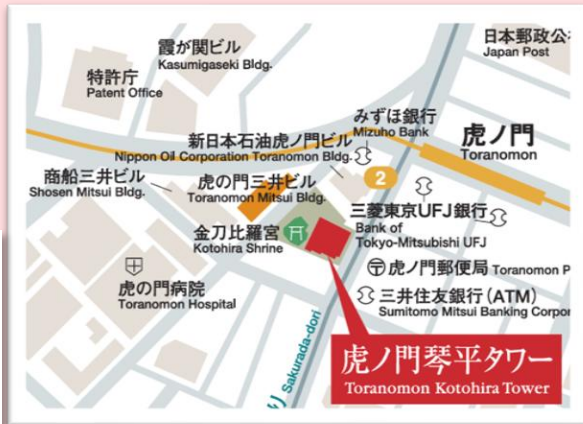 霞が関ビル
Kasumigaseki Bldg.
日本郵政公
Japan Post
特許庁
Patent Office
みずほ銀行
Mizuho Bank
虎ノ門
Toranomon
新日本石油虎ノ門ビル
Nippon Oil Corporation Toranomon Bldg.
商船三井ビル
Shosen Mitsui Bldg.
虎の門三井ビル
Toranomon Mitsui Bldg.
2
三菱東京UFJ銀行
Bank of
Tokyo-Mitsubishi UFJ
金刀比羅宮
Kotohira Shrine
虎ノ門郵便局 Toranomon P
虎の門病院
Toranomon Hospital
三井住友銀行(ATM)
Sumitomo Mitsui Banking Corpor
り Sakurada-dori
虎ノ門琴平タワー
Toranomon Kotohira Tower